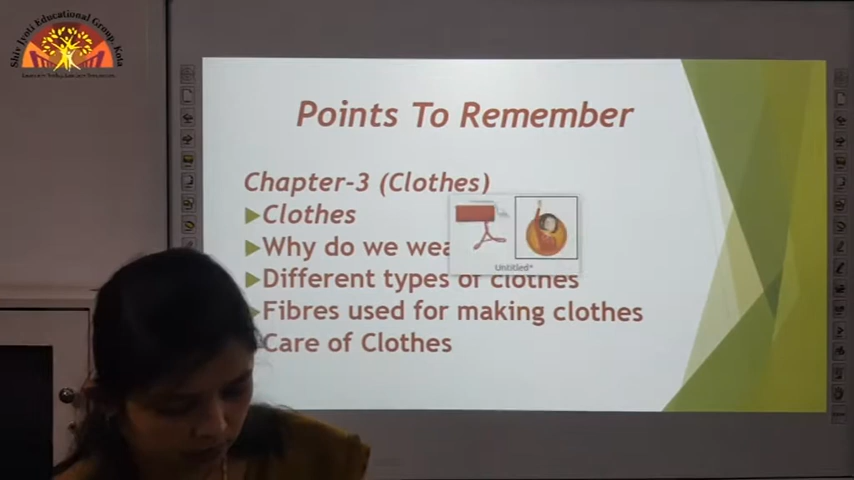 Shiv Jyoti Educational Group, Kota
Points To Remember
Chapter-3 (Clothes)
Clothes
Why do we wea
Untitled*
Different types of clothes
Fibres used for making clothes
Care of Clothes